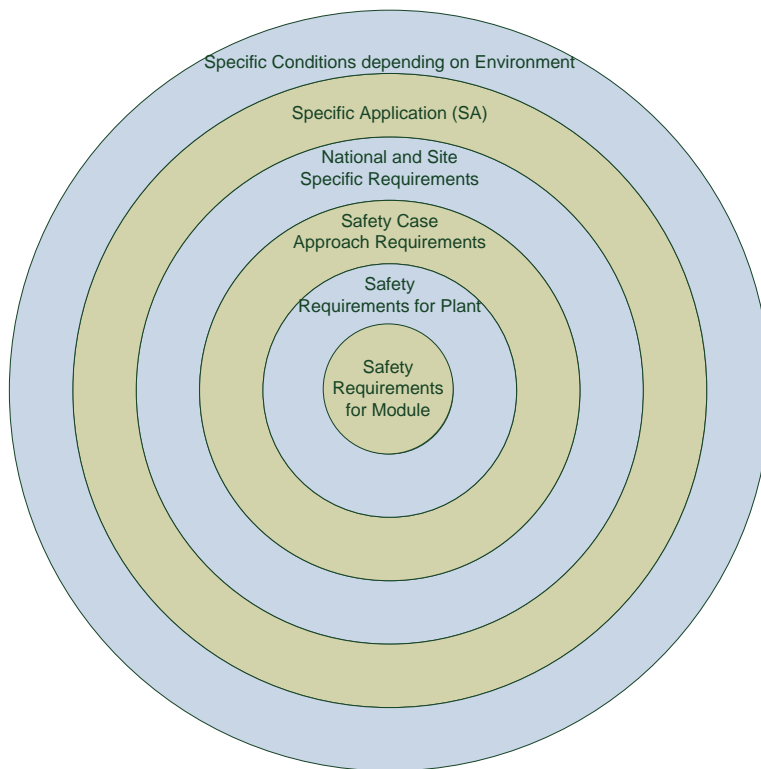 Specific Conditions depending on Environment
Specific Application (SA)
National and Site
Specific Requirements
Safety Case
Approach Requirements
Safety
Requirements for Plant
Safety
Requirements
for Module